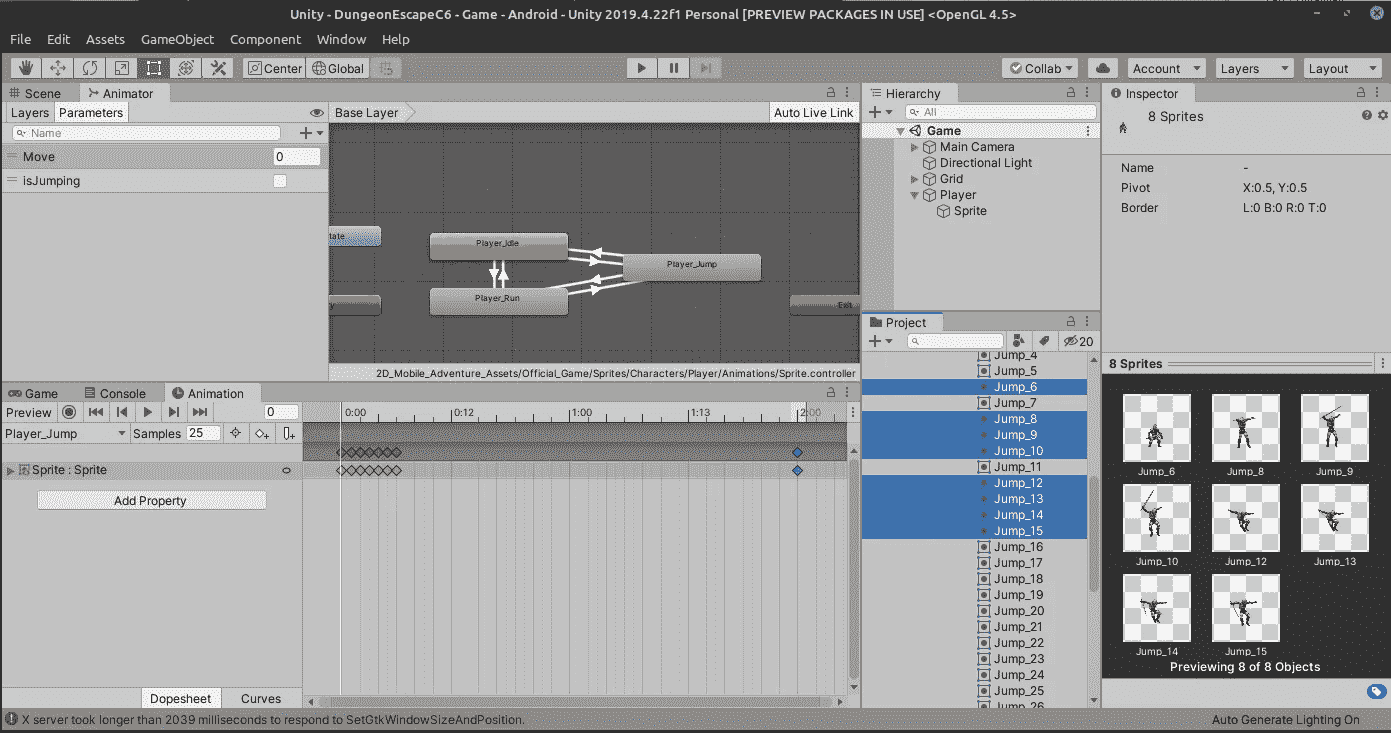 Unity - DungeonEscapeC6 - Game - Android - Unity 2019.4.22f1 Personal [PREVIEW PACKAGES IN USE] <OpenGL 4.5>
File Edit Assets GameObject Component Window Help
Center Global Collab Account Layers Layout
Scene Animator
Layers Parameters Base Layer Auto Live Link
Name
Move 0
isJumping
tate
Player_Idle
Player_Jump
Player_Run
Exit
2D_Mobile_Adventure_Assets/Official_Game/Sprites/Characters/Player/Animations/Sprite.controller
Game Console Animation
Preview 0 0:00 0:12 1:00 1:13 2:00
Player_Jump Samples 25
Sprite : Sprite
Add Property
Dopesheet Curves
Hierarchy
All
Game
Main Camera
Directional Light
Grid
Player
Sprite
Project
20
Jump_4
Jump_5
Jump_6
Jump_7
Jump_8
Jump_9
Jump_10
Jump_11
Jump_12
Jump_13
Jump_14
Jump_15
Jump_16
Jump_17
Jump_18
Jump_19
Jump_20
Jump_21
Jump_22
Jump_23
Jump_24
Jump_25
Jump_26
Inspector
8 Sprites
Name -
Pivot X:0.5, Y:0.5
Border L:0 B:0 R:0 T:0
8 Sprites
Jump_6 Jump_8 Jump_9
Jump_10 Jump_12 Jump_13
Jump_14 Jump_15
Previewing 8 of 8 Objects
X server took longer than 2039 milliseconds to respond to SetGtkWindowSizeAndPosition.
Auto Generate Lighting On